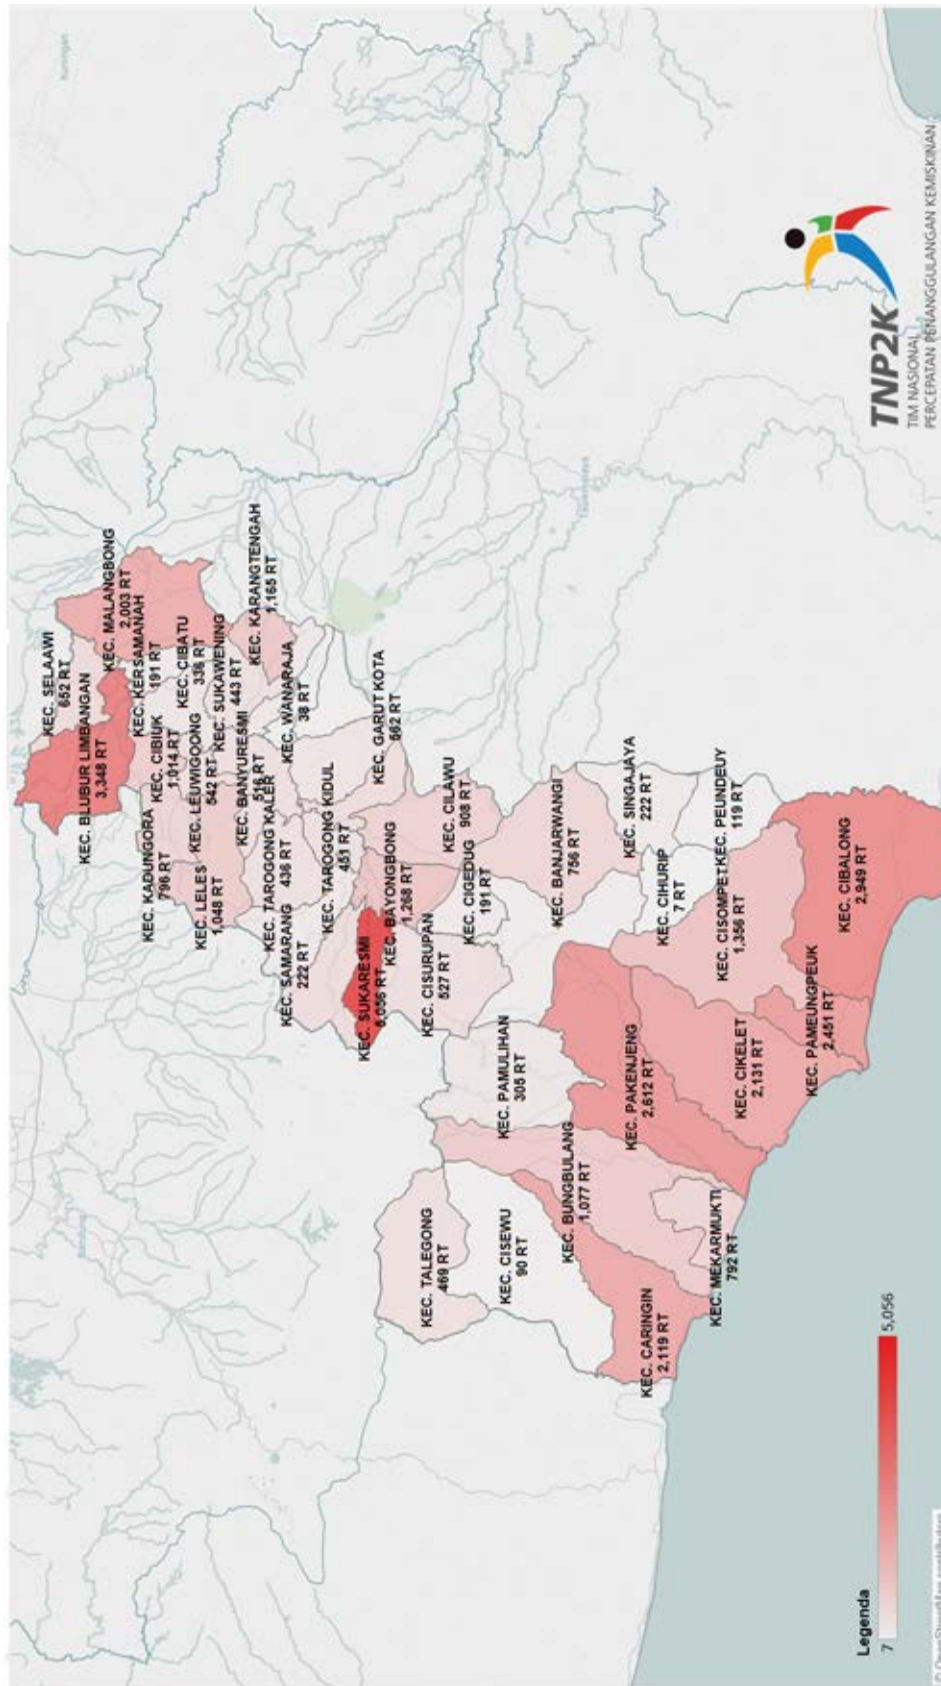 KEC. SELAAWI
652 RT
KEC. BLUBUR LIMBANGAN
3,348 RT
KEC. MALANGBONG
2,003 RT
KEC. KERSAMANAH
191 RT
KEC. CIBATU
336 RT
KEC. SUKAWENING
443 RT
KEC. KARANGTENGAH
1,165 RT
KEC. CIBIUK
1,014 RT
KEC. LEUWIGOONG
542 RT
KEC. KADUNGORA
796 RT
KEC. LELES
1,048 RT
KEC. BANYURESMI
516 RT
KEC. WANARAJA
38 RT
KEC. TAROGONG KALER
436 RT
KEC. TAROGONG KIDUL
451 RT
KEC. GARUT KOTA
562 RT
KEC. SAMARANG
222 RT
KEC. SUKARESMI
5,056 RT
KEC. BAYONGBONG
1,268 RT
KEC. CISURUPAN
527 RT
KEC. CIGEDUG
191 RT
KEC. CILAWU
908 RT
KEC. PAMULIHAN
305 RT
KEC. BANJARWANGI
756 RT
KEC. SINGAJAYA
222 RT
KEC. CIHURIP
7 RT
KEC. PEUNDEUY
119 RT
KEC. CISOMPET
1,356 RT
KEC. CIBALONG
2,949 RT
KEC. PAMEUNGPEUK
2,451 RT
KEC. CIKELET
2,131 RT
KEC. PAKENJENG
2,612 RT
KEC. BUNGBULANG
1,077 RT
KEC. TALEGONG
469 RT
KEC. CISEWU
90 RT
KEC. CARINGIN
2,119 RT
KEC. MEKARMUKTI
792 RT
Legenda
7
5,056
TNP2K
TIM NASIONAL
PERCEPATAN PENANGGULANGAN KEMISKINAN